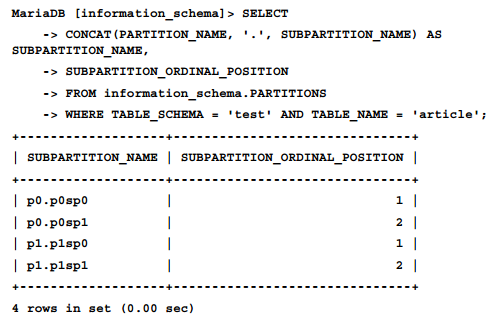 MariaDB [information_schema]> SELECT
    -> CONCAT(PARTITION_NAME, '.', SUBPARTITION_NAME) AS
SUBPARTITION_NAME,
    -> SUBPARTITION_ORDINAL_POSITION
    -> FROM information_schema.PARTITIONS
    -> WHERE TABLE_SCHEMA = 'test' AND TABLE_NAME = 'article';
+-------------------+-------------------------------+
| SUBPARTITION_NAME | SUBPARTITION_ORDINAL_POSITION |
+-------------------+-------------------------------+
| p0.p0sp0          |                             1 |
| p0.p0sp1          |                             2 |
| p1.p1sp0          |                             1 |
| p1.p1sp1          |                             2 |
+-------------------+-------------------------------+
4 rows in set (0.00 sec)